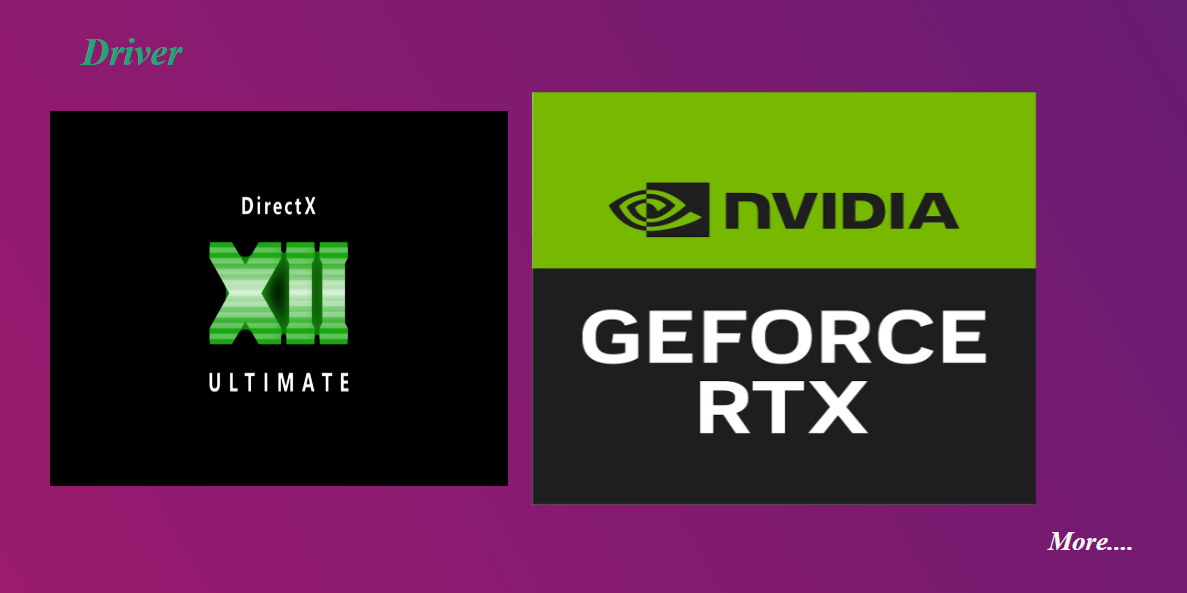 Driver
DirectX
XII
ULTIMATE
NVIDIA
GEFORCE
RTX
More....